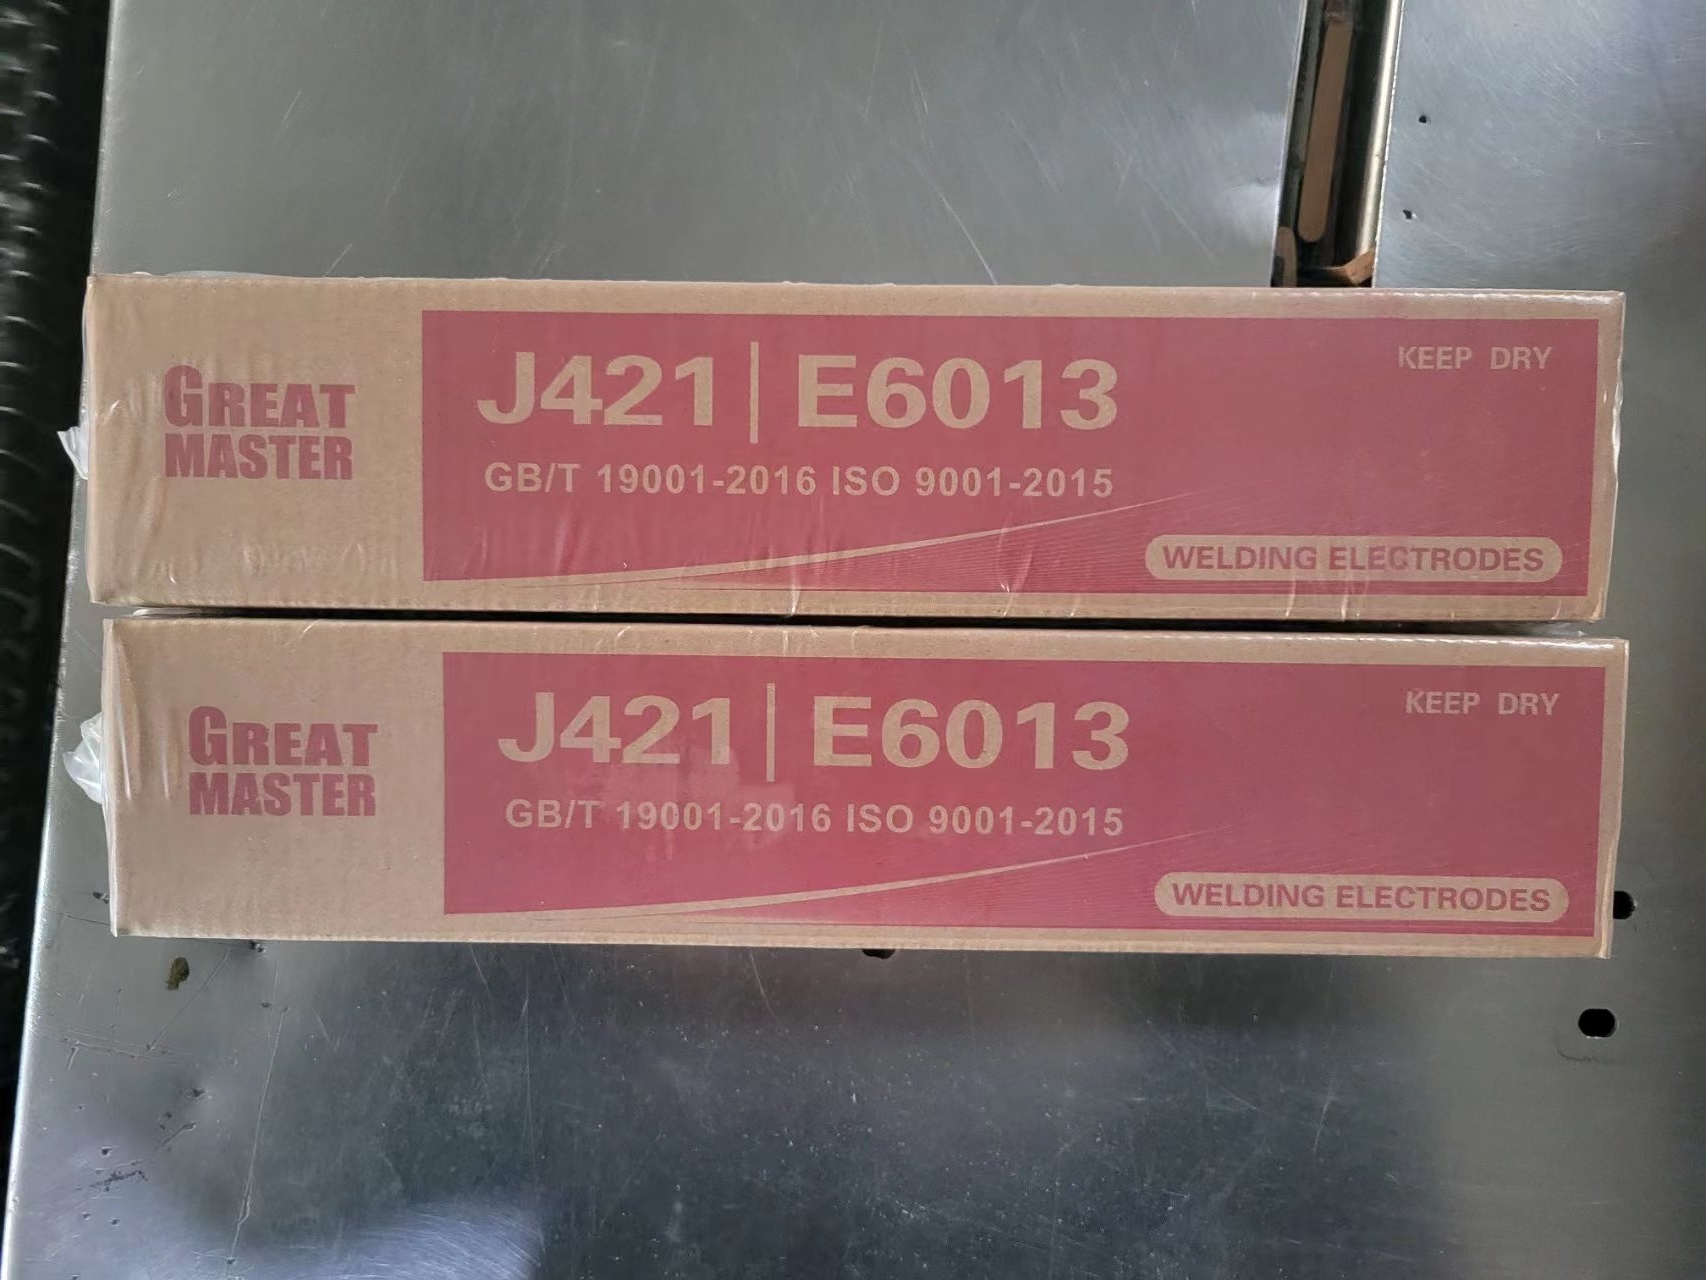 GREAT
MASTER
J421 | E6013
GB/T 19001-2016 ISO 9001-2015
KEEP DRY
WELDING ELECTRODES
GREAT
MASTER
J421 | E6013
GB/T 19001-2016 ISO 9001-2015
KEEP DRY
WELDING ELECTRODES